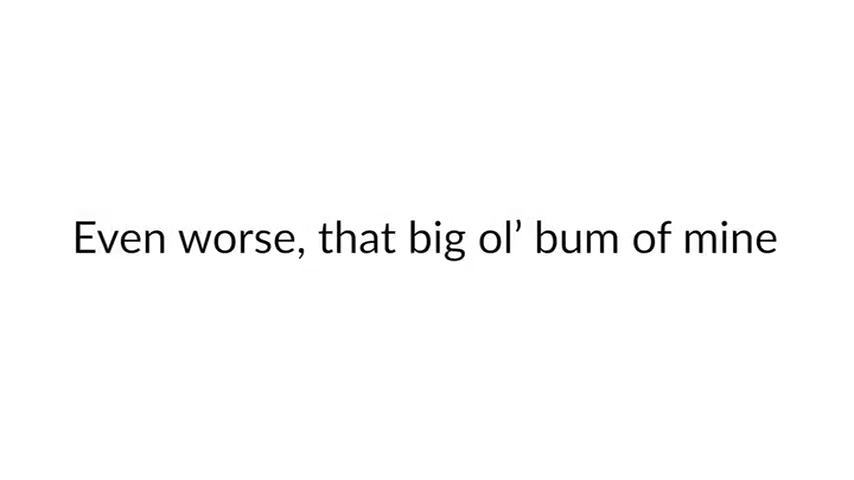 Even worse, that big ol’ bum of mine